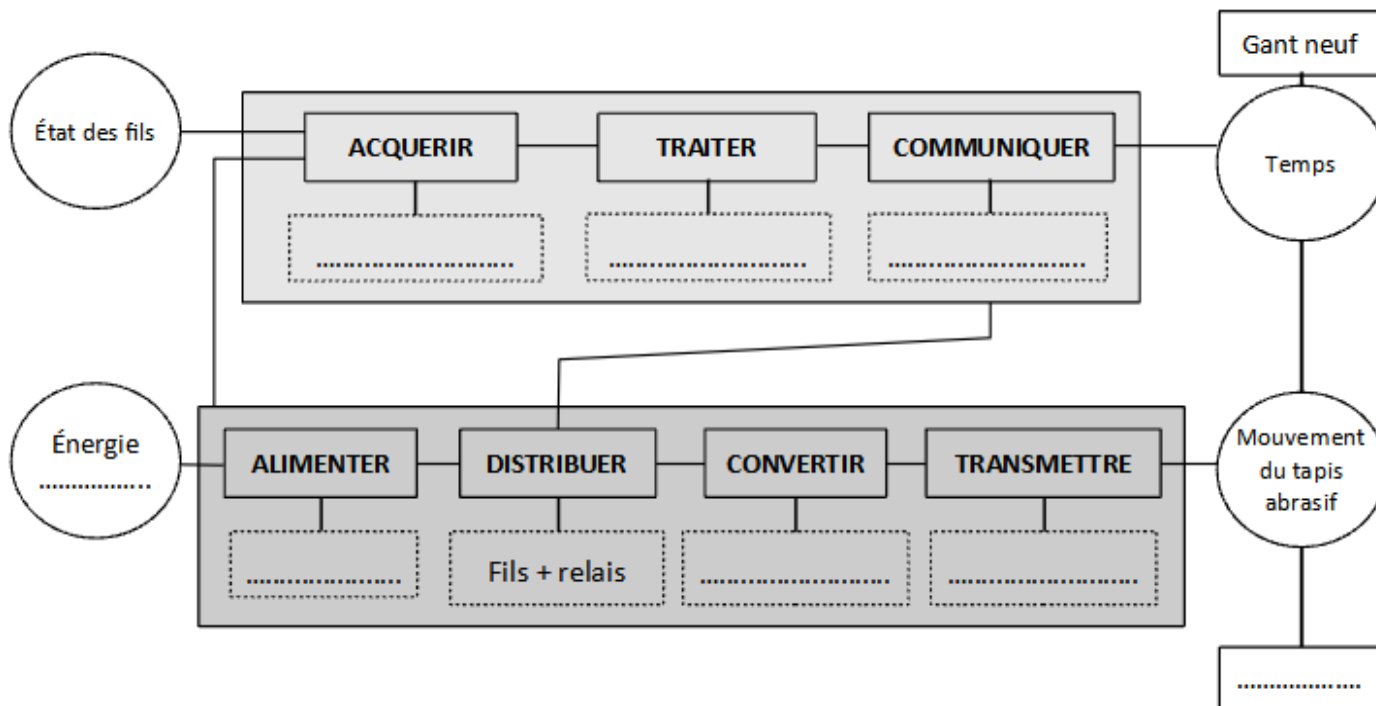 Gant neuf
État des fils
ACQUERIR
TRAITER
COMMUNIQUER
Temps
...........................
...........................
...........................
Énergie
................
ALIMENTER
DISTRIBUER
CONVERTIR
TRANSMETTRE
Mouvement
du tapis
abrasif
.....................
Fils + relais
..........................
..........................
..................